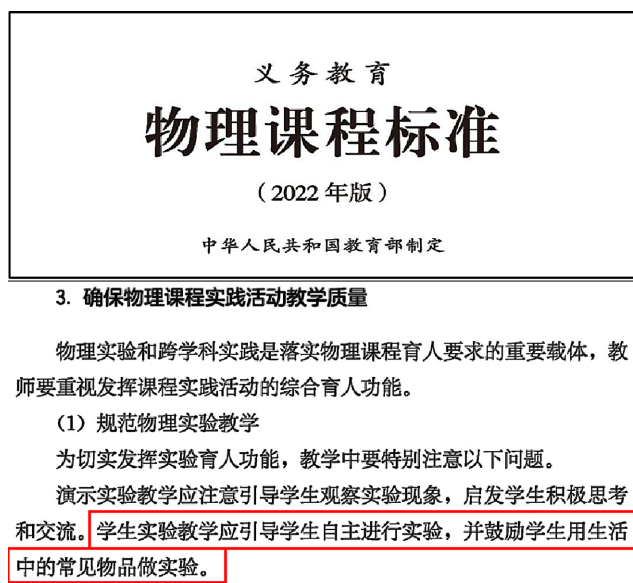 义务教育
物理课程标准
（2022年版）
中华人民共和国教育部制定
3. 确保物理课程实践活动教学质量
物理实验和跨学科实践是落实物理课程育人要求的重要载体，教
师要重视发挥课程实践活动的综合育人功能。
（1）规范物理实验教学
为切实发挥实验育人功能，教学中要特别注意以下问题。
演示实验教学应注意引导学生观察实验现象，启发学生积极思考
和交流。学生实验教学应引导学生自主进行实验，并鼓励学生用生活
中的常见物品做实验。